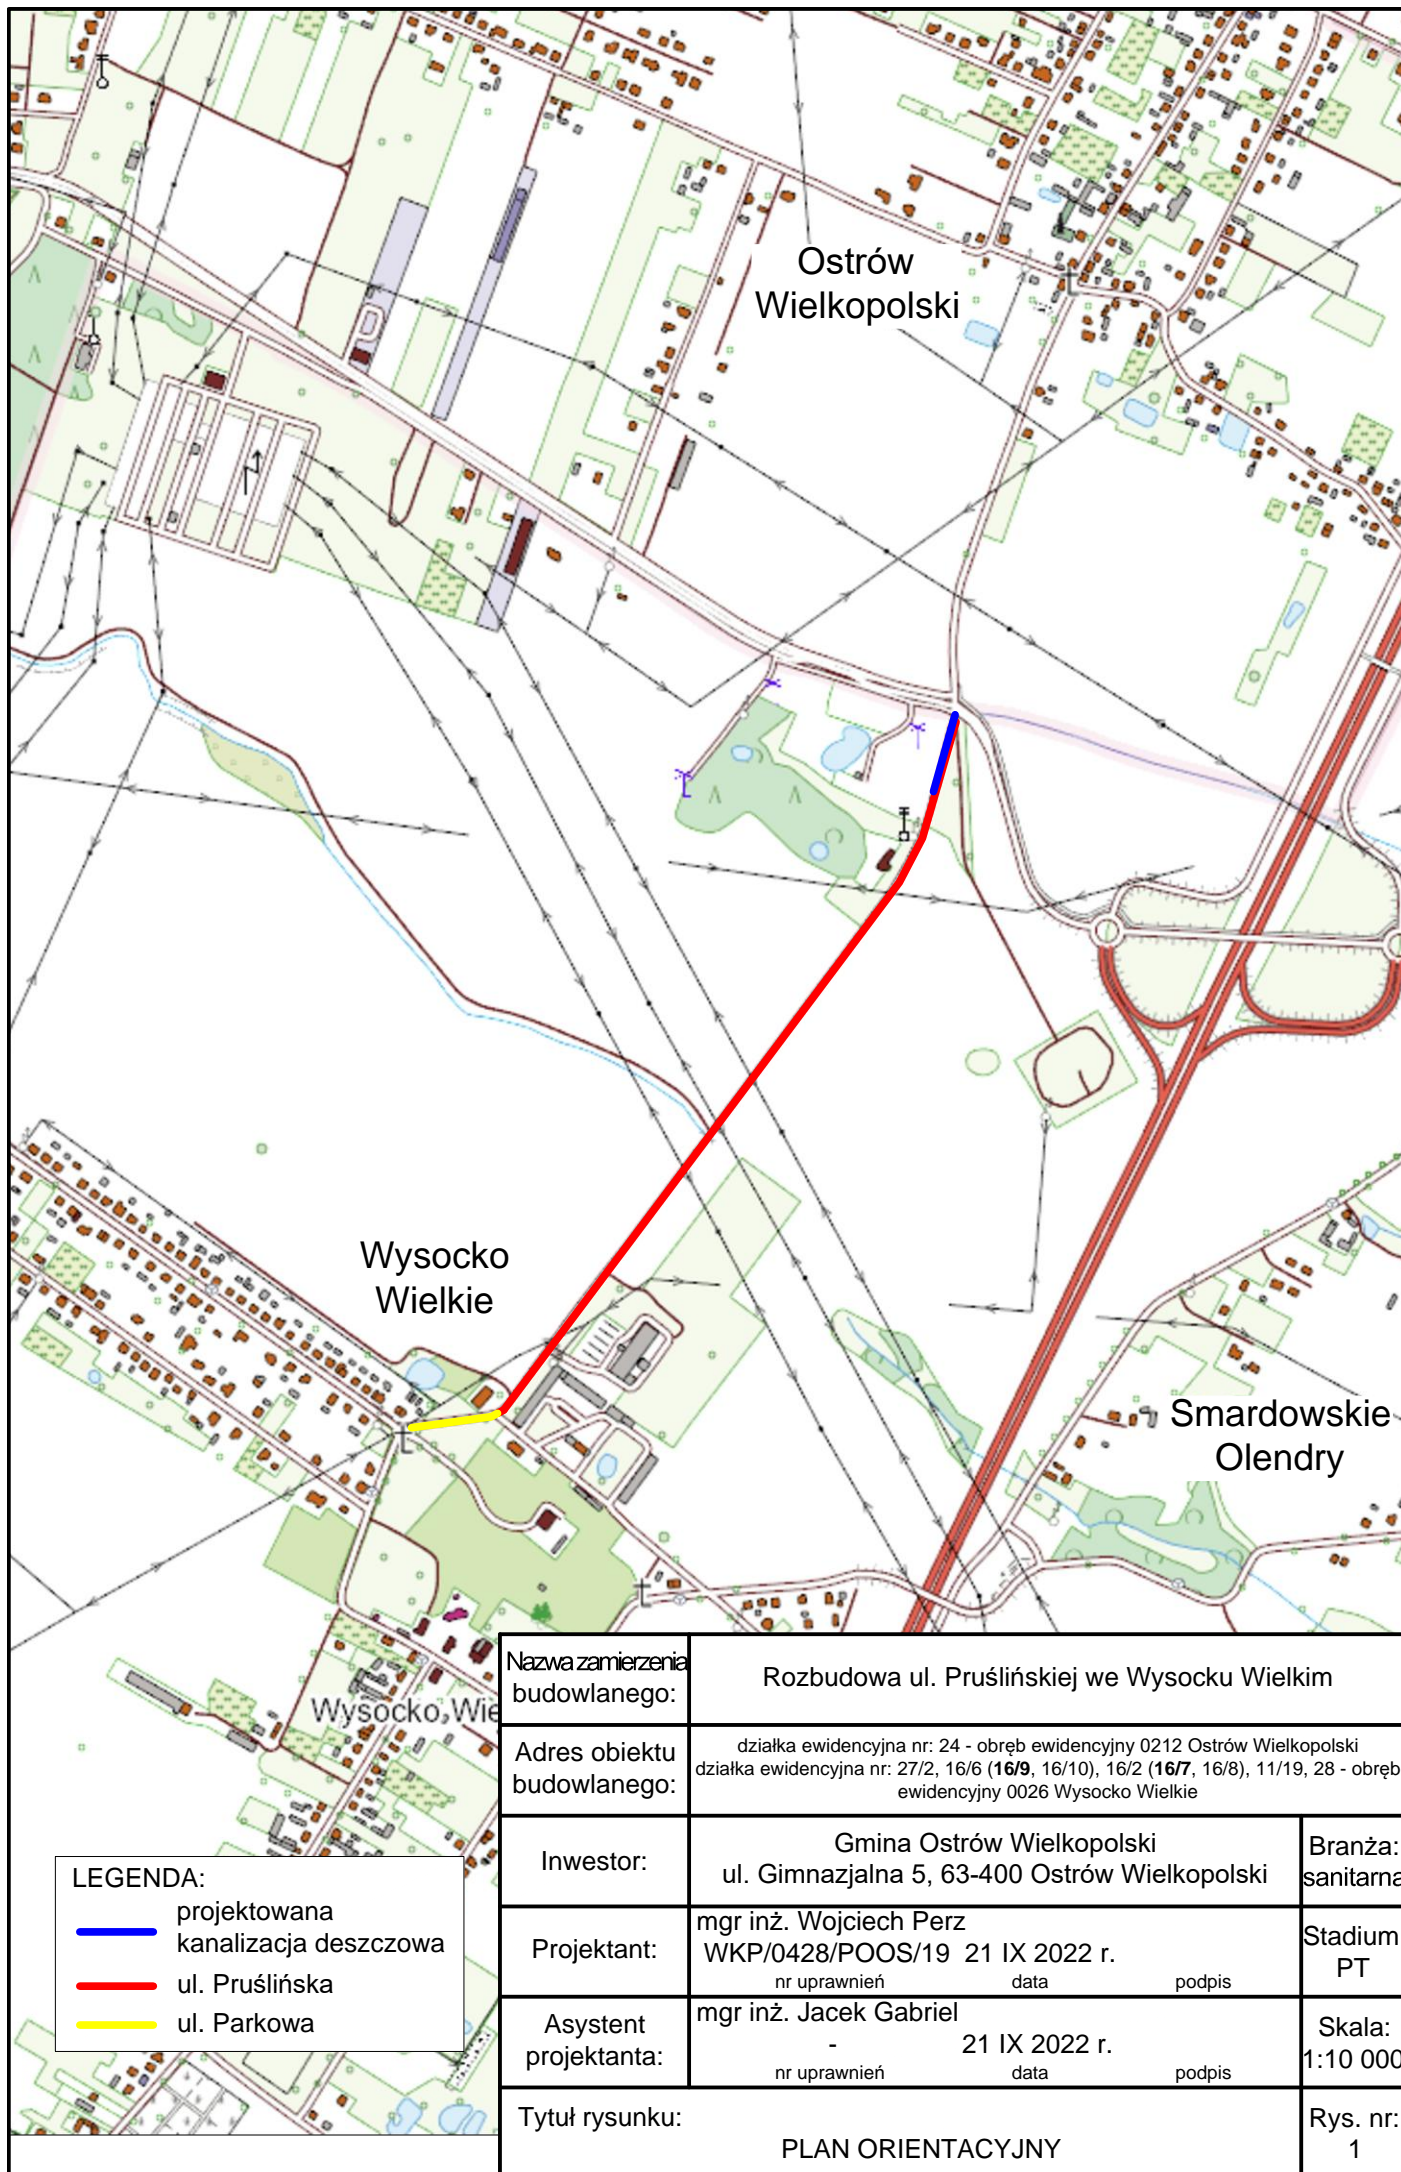 Ostrów
Wielkopolski
Wysocko
Wielkie
Smardowskie
Olendry
Wysocko Wie
LEGENDA:
projektowana
kanalizacja deszczowa
ul. Pruślińska
ul. Parkowa
Nazwa zamierzenia
budowlanego:
Rozbudowa ul. Pruślińskiej we Wysocku Wielkim
Adres obiektu
budowlanego:
działka ewidencyjna nr: 24 - obręb ewidencyjny 0212 Ostrów Wielkopolski
działka ewidencyjna nr: 27/2, 16/6 (16/9, 16/10), 16/2 (16/7, 16/8), 11/19, 28 - obręb
ewidencyjny 0026 Wysocko Wielkie
Inwestor:
Gmina Ostrów Wielkopolski
ul. Gimnazjalna 5, 63-400 Ostrów Wielkopolski
Branża:
sanitarna
Projektant:
mgr inż. Wojciech Perz
WKP/0428/POOS/19 21 IX 2022 r.
nr uprawnień data podpis
Stadium
PT
Asystent
projektanta:
mgr inż. Jacek Gabriel
- 21 IX 2022 r.
nr uprawnień data podpis
Skala:
1:10 000
Tytuł rysunku:
PLAN ORIENTACYJNY
Rys. nr:
1